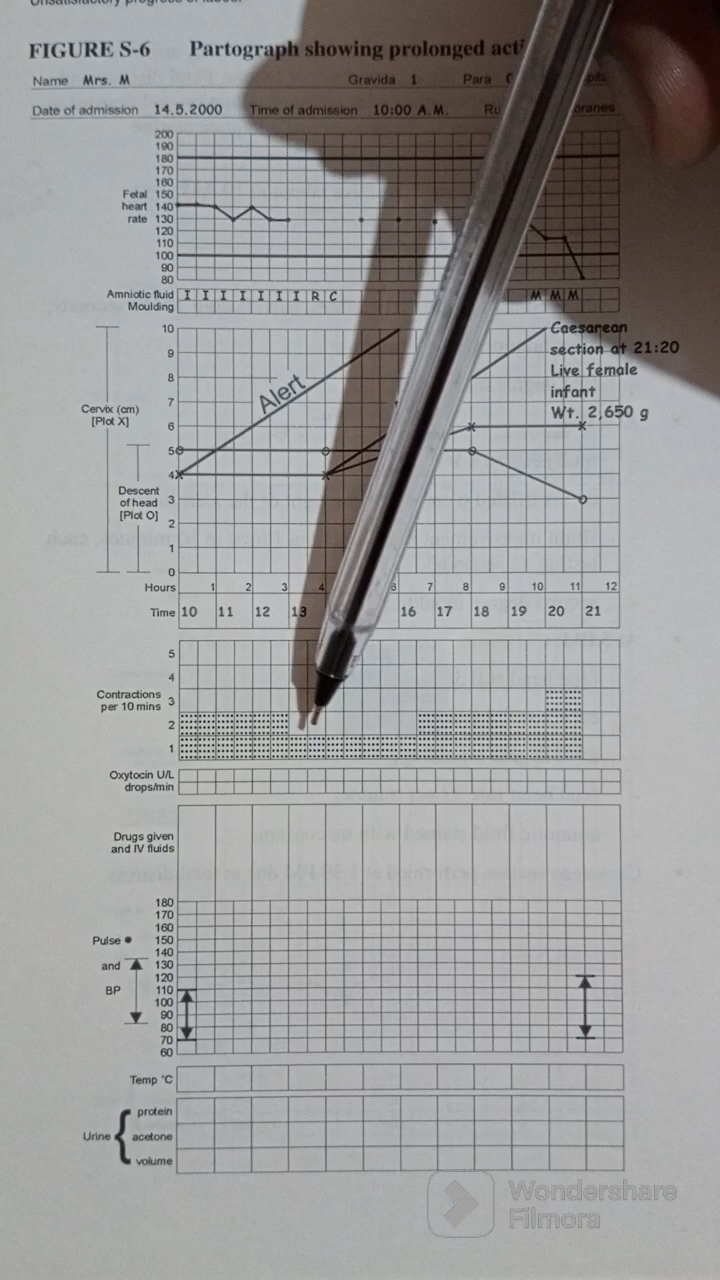 FIGURE S-6 Partograph showing prolonged
Name Mrs. M Gravida 1 Para
Date of admission 14.5.2000 Time of admission 10:00 A.M.
200
190
180
170
160
Fetal 150
heart 140
rate 130
120
110
100
90
80
Amniotic fluid I I I I I I I R C M M M
Moulding
10
Caesarean
section at 21:20
Live female
infant
Wt. 2,650 g
9
8
Alert
7
Cervix (cm)
[Plot X]
6
5
4
Descent
of head
[Plot O]
3
2
1
0
Hours 1 2 3 4 7 8 9 10 11 12
Time 10 11 12 13 16 17 18 19 20 21
5
4
Contractions
per 10 mins
3
2
1
Oxytocin U/L
drops/min
Drugs given
and IV fluids
180
170
160
Pulse 150
140
and 130
120
BP 110
100
90
80
70
60
Temp °C
protein
Urine acetone
volume
Wondershare
Filmora